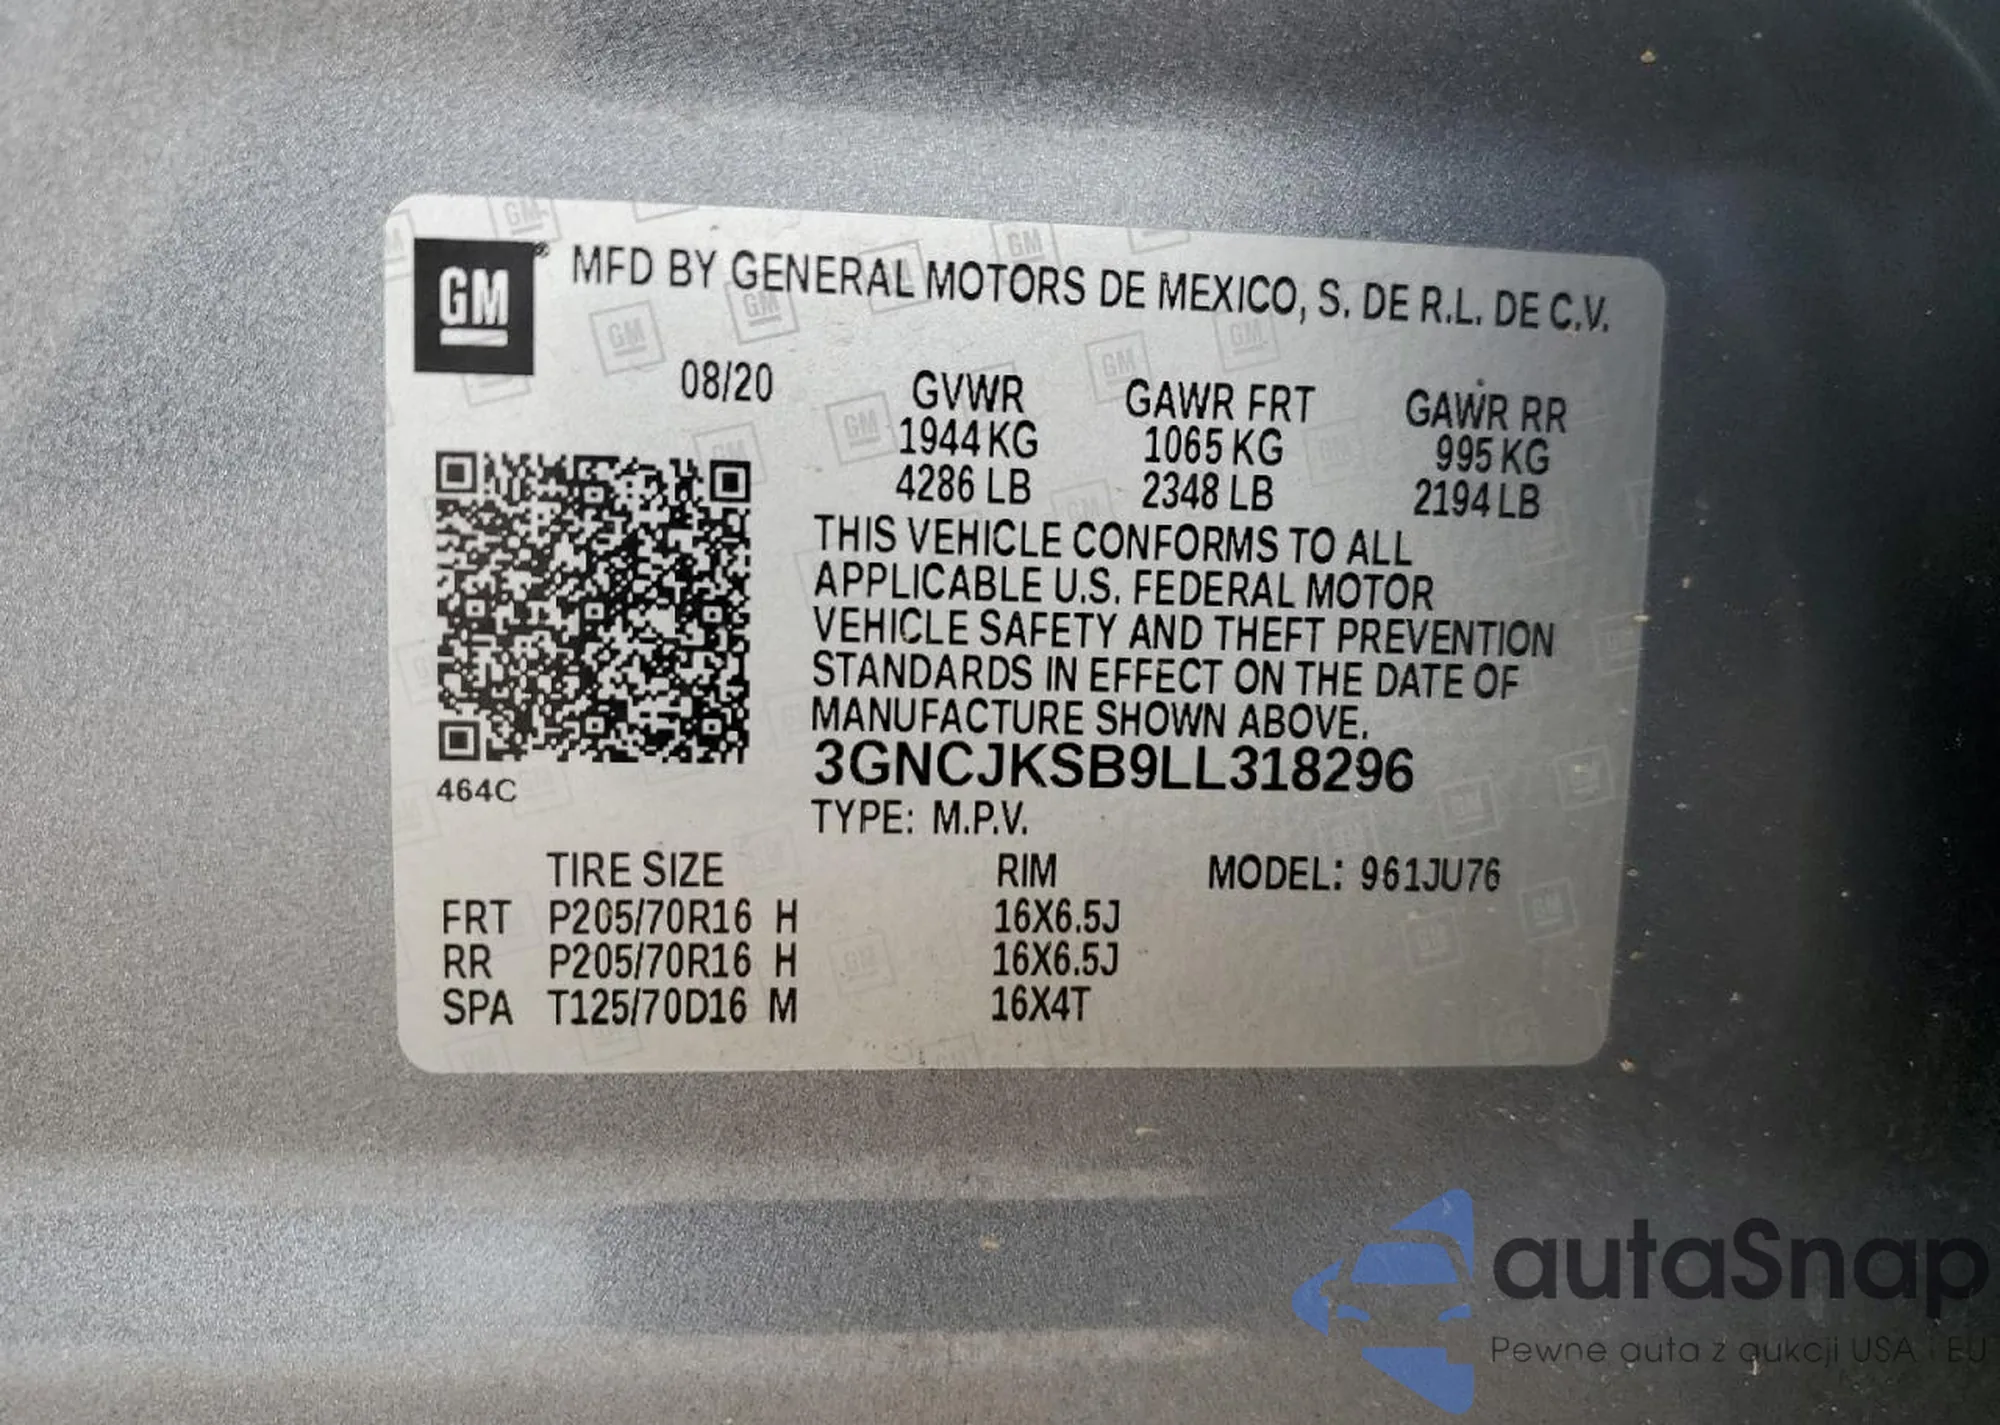 GM® MFD BY GENERAL MOTORS DE MEXICO, S. DE R.L. DE C.V.
08/20 GVWR GAWR FRT GAWR RR
1944 KG 1065 KG 995 KG
4286 LB 2348 LB 2194 LB
THIS VEHICLE CONFORMS TO ALL
APPLICABLE U.S. FEDERAL MOTOR
VEHICLE SAFETY AND THEFT PREVENTION
STANDARDS IN EFFECT ON THE DATE OF
MANUFACTURE SHOWN ABOVE.
3GNCJKSB9LL318296
464C
TYPE: M.P.V.
TIRE SIZE RIM MODEL: 961JU76
FRT P205/70R16 H 16X6.5J
RR P205/70R16 H 16X6.5J
SPA T125/70D16 M 16X4T
autaSnap
Pewne auta z aukcji USA i EU